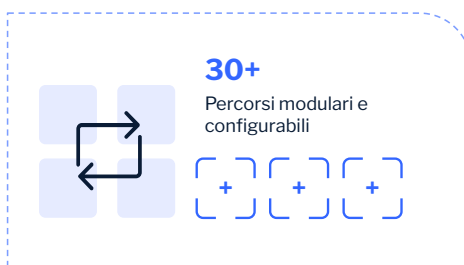 30+
Percorsi modulari e
configurabili
+ + +